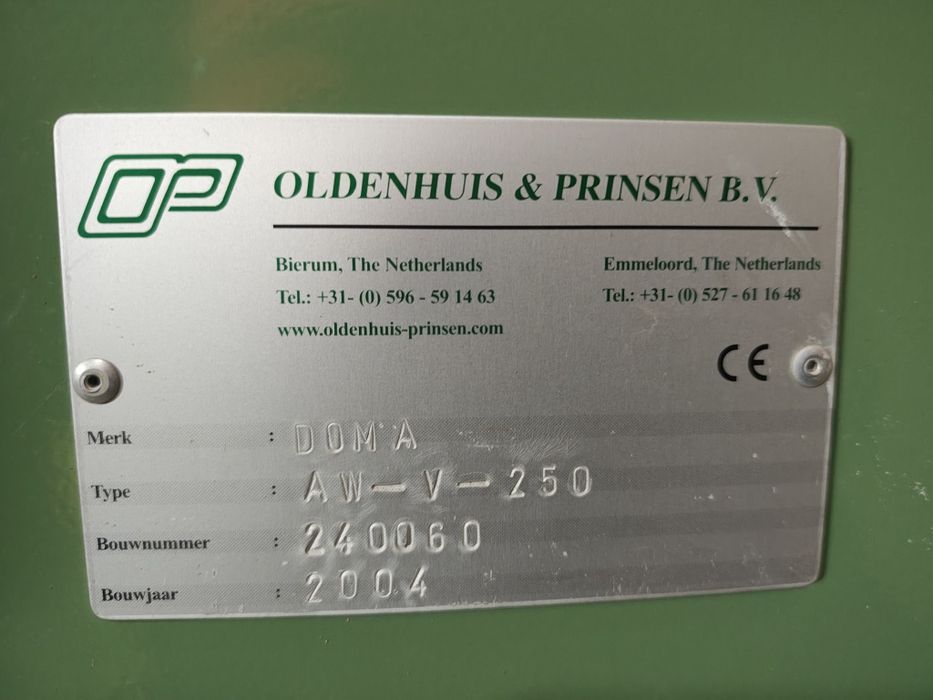 OP OLDENHUIS & PRINSEN B.V.
Bierum, The Netherlands Emmeloord, The Netherlands
Tel.: +31- (0) 596 - 59 14 63 Tel.: +31- (0) 527 - 61 16 48
www.oldenhuis-prinsen.com
CE
Merk : DOMA
Type : AW-V-250
Bouwnummer : 240060
Bouwjaar : 2004